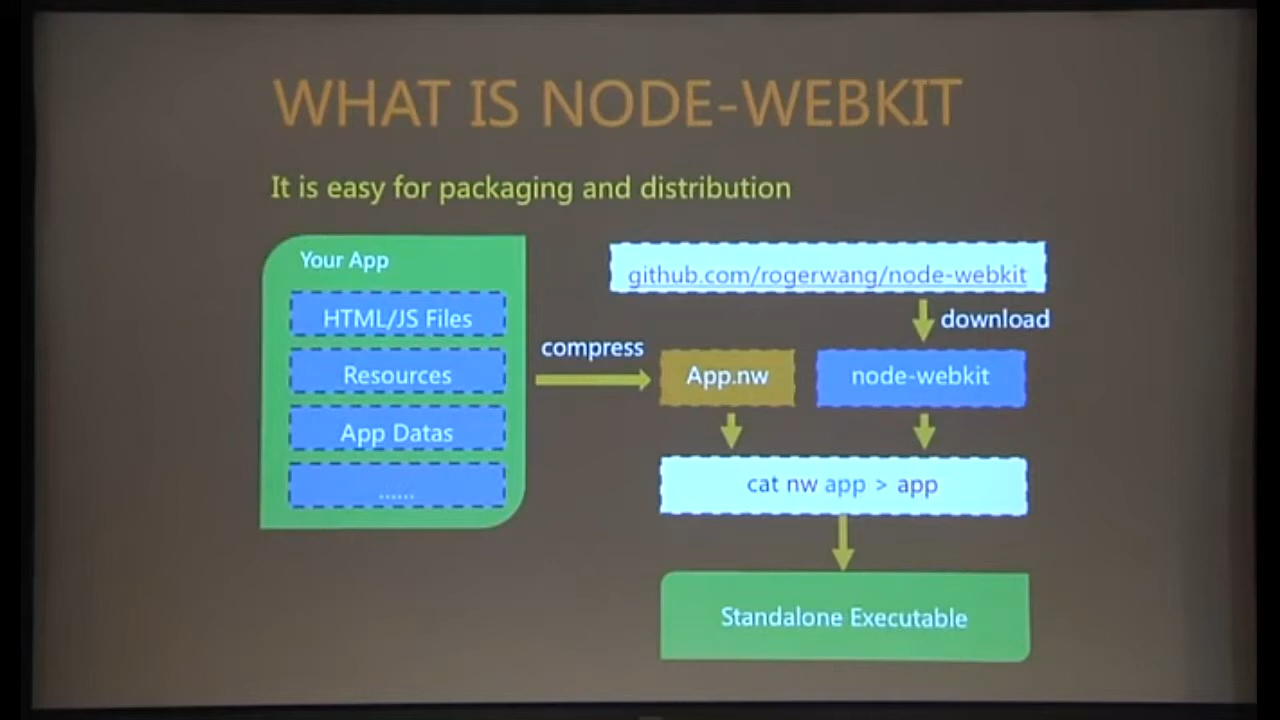 WHAT IS NODE-WEBKIT
It is easy for packaging and distribution
Your App
HTML/JS Files
Resources
App Datas
......
compress
github.com/rogerwang/node-webkit
download
App.nw
node-webkit
cat nw app > app
Standalone Executable